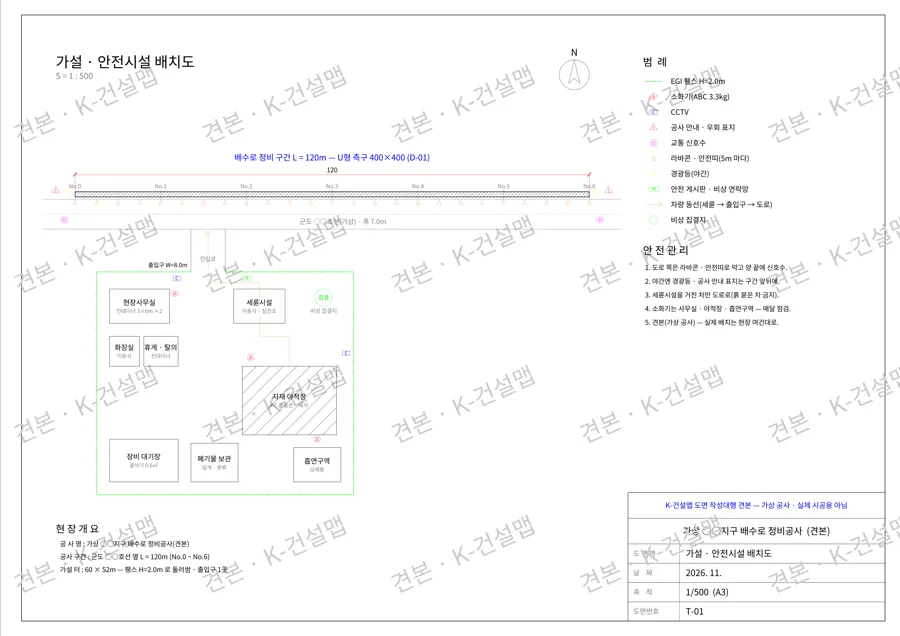 가설 · 안전시설 배치도
S = 1 : 500
N
배수로 정비 구간 L = 120m — U형 측구 400×400 (D-01)
120
No.0
No.1
No.2
No.3
No.4
No.5
No.6
군도 ○○호선(가상) · 폭 7.0m
출입구 W=8.0m
진입로
현장사무실
컨테이너 3×6m ×2
세륜시설
자동식 · 침전조
집결
비상 집결지
화장실
이동식
휴게 · 탈의
컨테이너
자재 야적장
장비 대기장
굴삭기 0.6㎥
폐기물 보관
덮개 · 분류
흡연구역
모래통
범 례
EGI 휀스 H=2.0m
소화기(ABC 3.3kg)
CCTV
공사 안내 · 우회 표지
교통 신호수
라바콘 · 안전띠(5m 마다)
경광등(야간)
안전 게시판 · 비상 연락망
차량 동선(세륜 → 출입구 → 도로)
비상 집결지
안 전 관 리
1. 도로 쪽은 라바콘 · 안전띠로 막고 양 끝에 신호수.
2. 야간엔 경광등 · 공사 안내 표지는 구간 앞뒤에.
3. 세륜시설을 거친 차만 도로로(흙 묻은 차 금지).
4. 소화기는 사무실 · 야적장 · 흡연구역 — 매달 점검.
5. 견본(가상 공사) — 실제 배치는 현장 여건대로.
현 장 개 요
공 사 명 : 가상 ○○지구 배수로 정비공사(견본)
공사 구간 : 군도 ○○호선 옆 L = 120m (No.0 ~ No.6)
가설 터 : 60 × 52m — 휀스 H=2.0m 로 둘러쌈 · 출입구 1곳
K-건설맵 도면 작성대행 견본 — 가상 공사 · 실제 시공용 아님
가상 ○○지구 배수로 정비공사 (견본)
도 면 명 가설 · 안전시설 배치도
날 짜 2026. 11.
축 척 1/500 (A3)
도면번호 T-01
견본 · K-건설맵